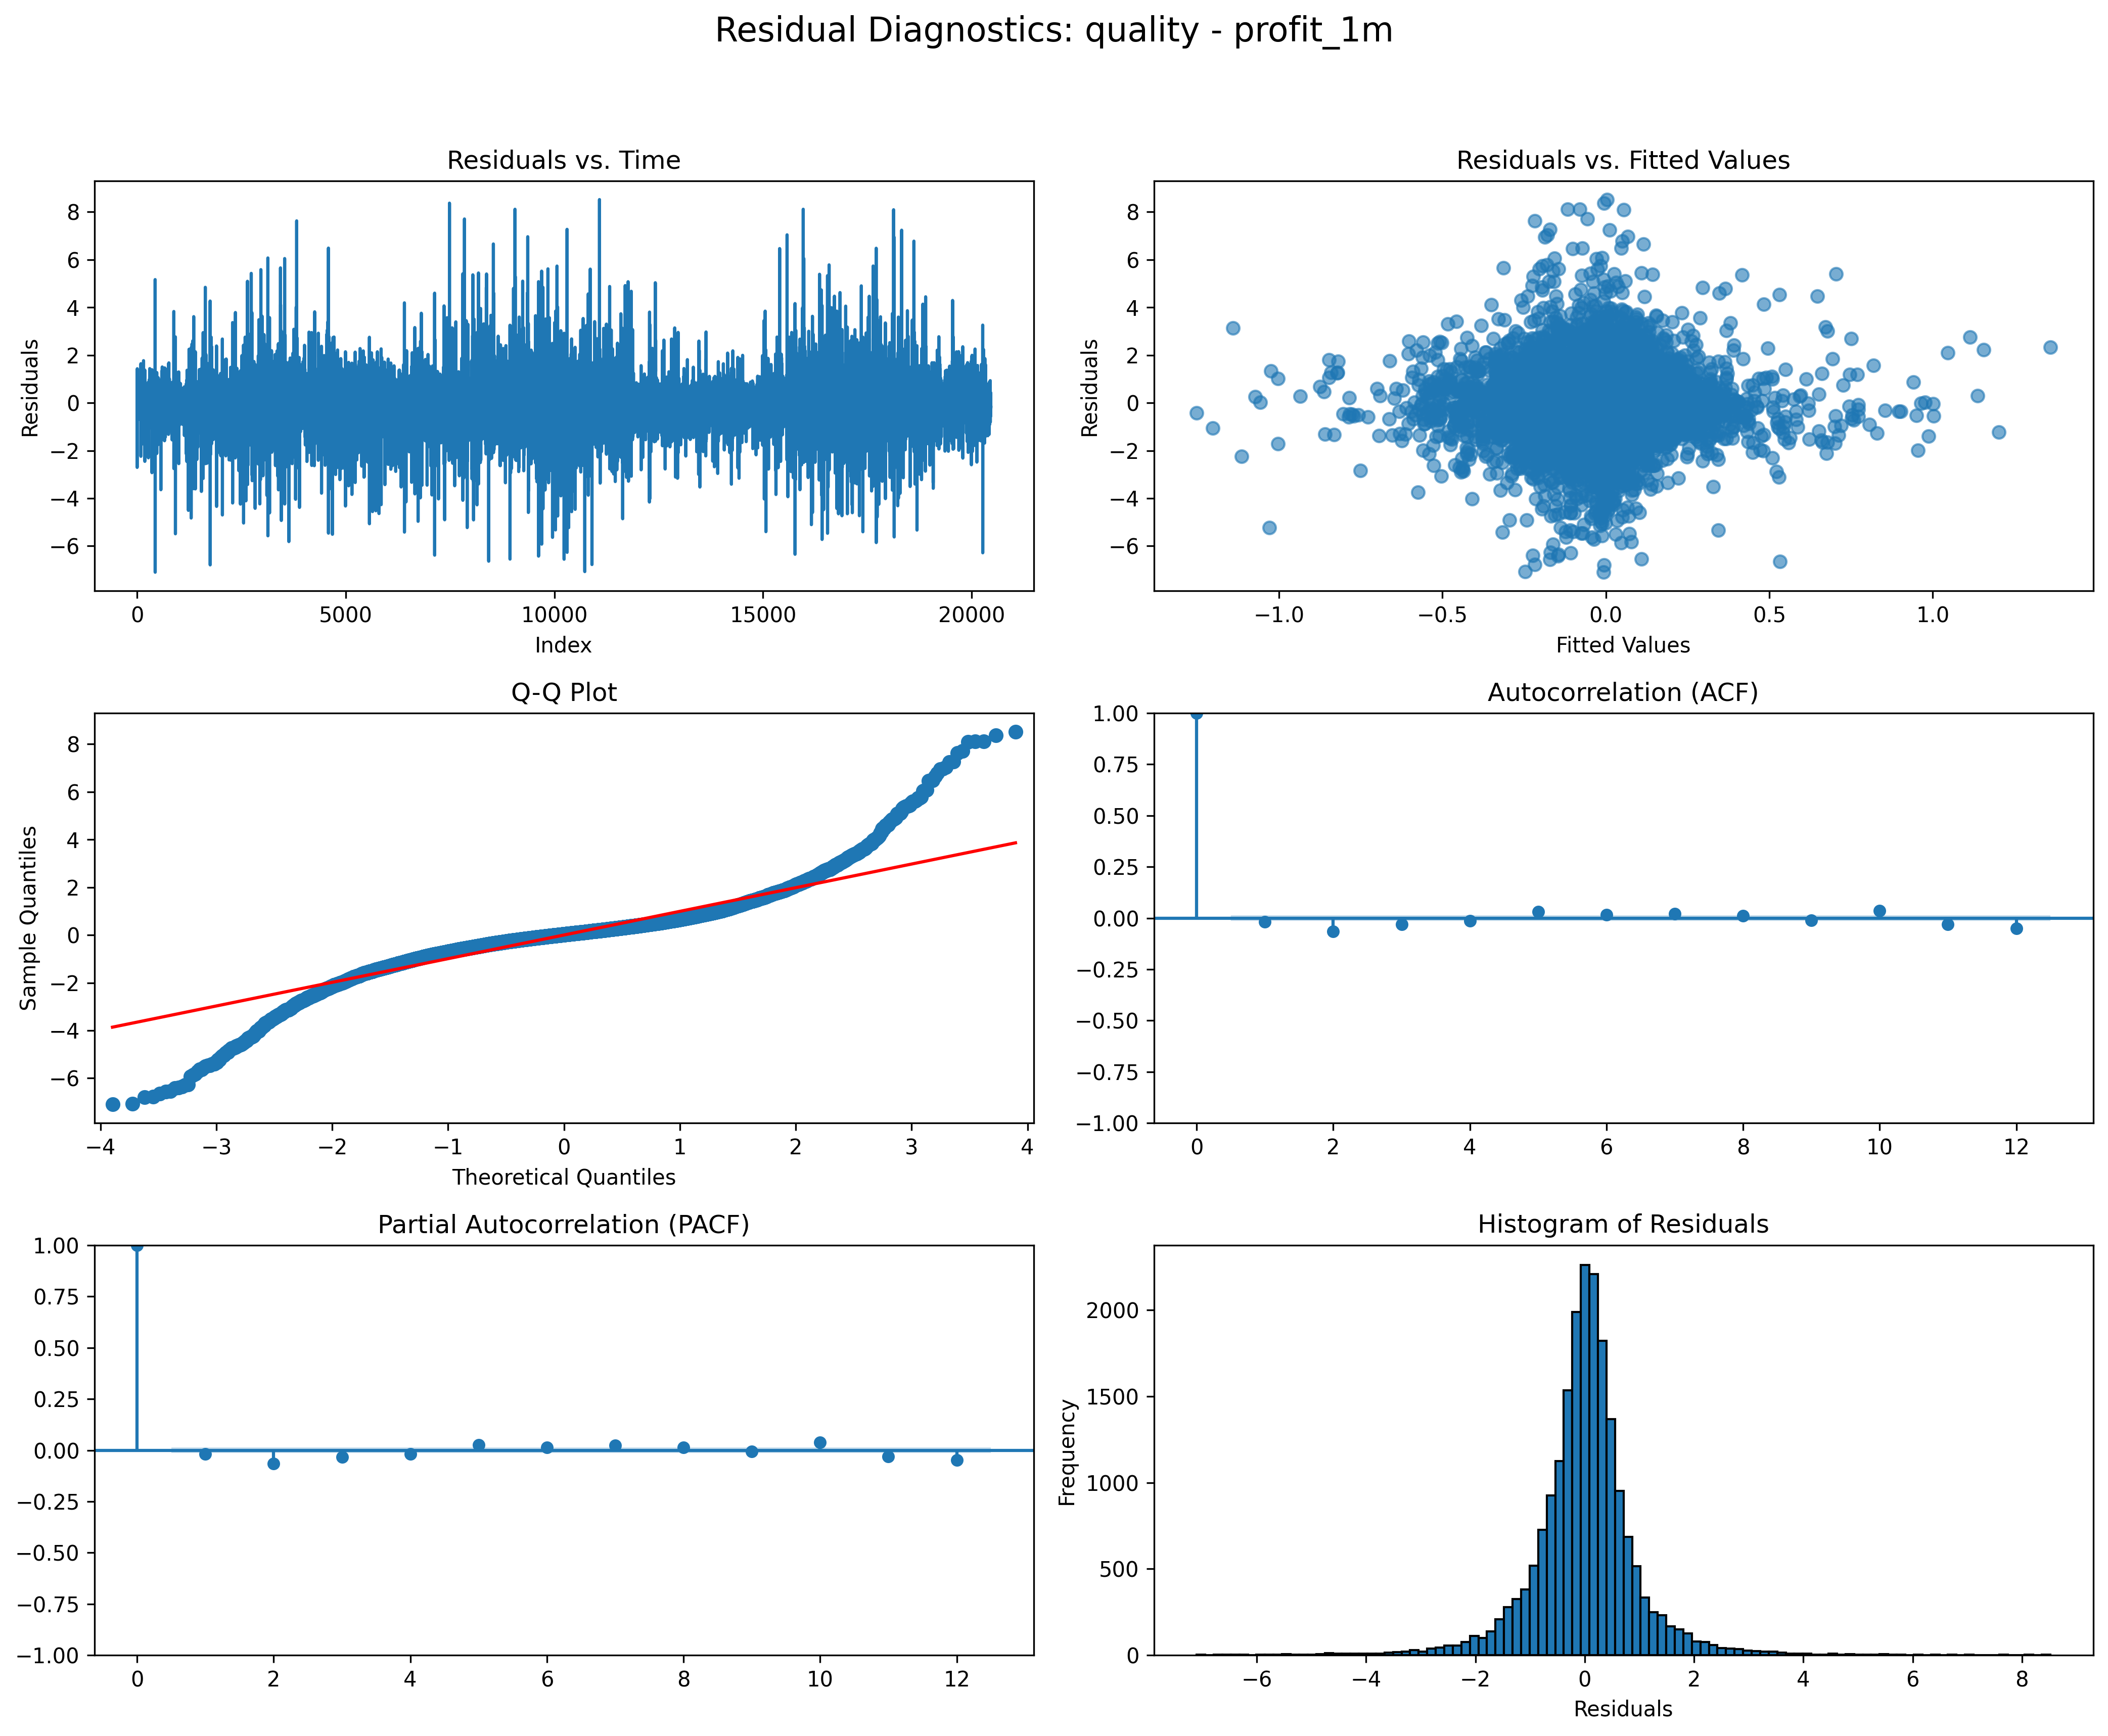 Residual Diagnostics: quality - profit_1m
Residuals vs. Time
8
6
4
2
0
−2
−4
−6
Residuals
0 5000 10000 15000 20000
Index
Residuals vs. Fitted Values
8
6
4
2
0
−2
−4
−6
Residuals
−1.0 −0.5 0.0 0.5 1.0
Fitted Values
Q-Q Plot
8
6
4
2
0
−2
−4
−6
Sample Quantiles
−4 −3 −2 −1 0 1 2 3 4
Theoretical Quantiles
Autocorrelation (ACF)
1.00
0.75
0.50
0.25
0.00
−0.25
−0.50
−0.75
−1.00
0 2 4 6 8 10 12
Partial Autocorrelation (PACF)
1.00
0.75
0.50
0.25
0.00
−0.25
−0.50
−0.75
−1.00
0 2 4 6 8 10 12
Histogram of Residuals
2000
1500
1000
500
0
Frequency
−6 −4 −2 0 2 4 6 8
Residuals